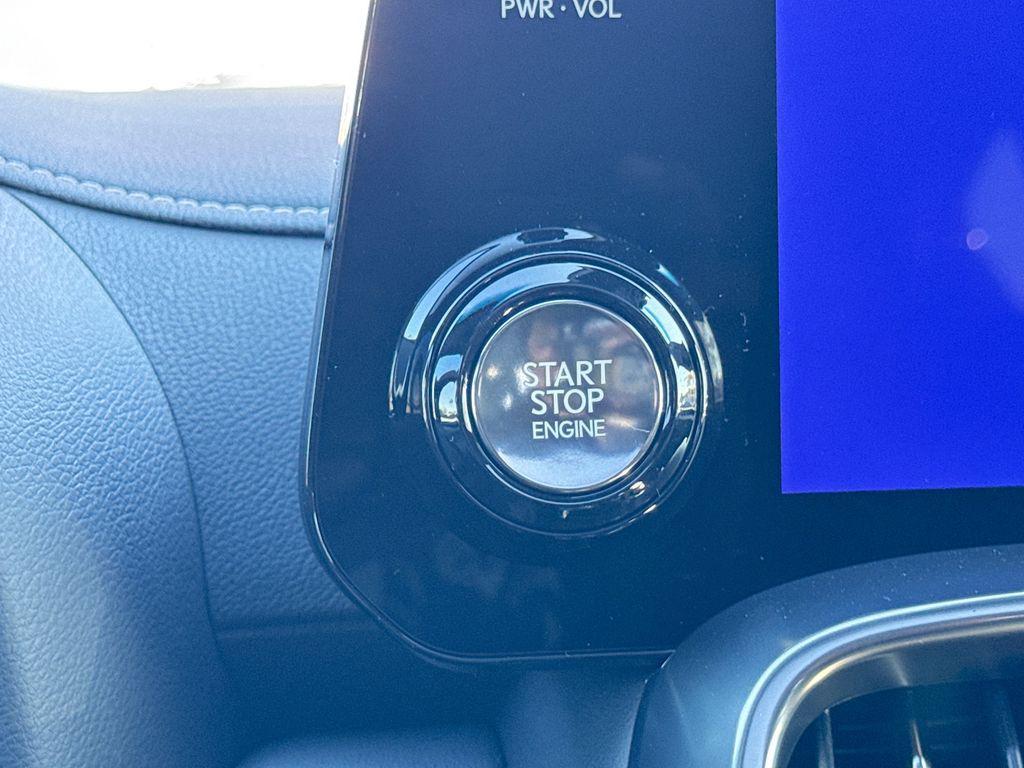 PWR · VOL
START
STOP
ENGINE